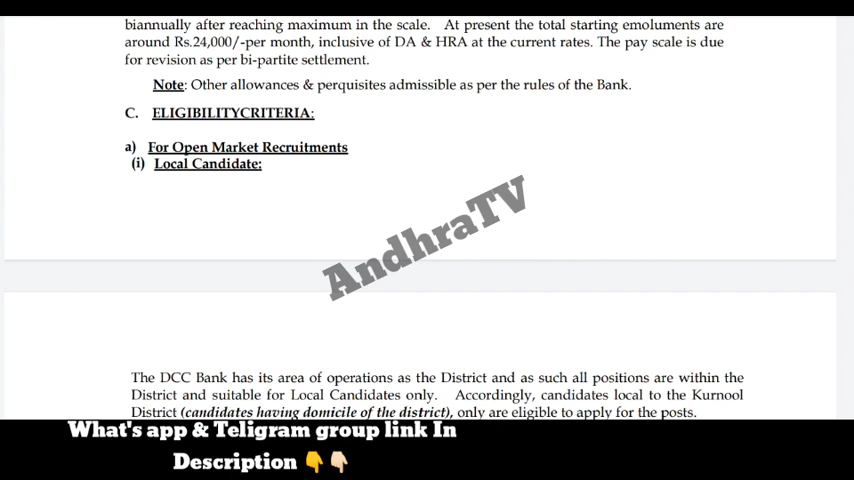 biannually after reaching maximum in the scale. At present the total starting emoluments are
around Rs.24,000/-per month, inclusive of DA & HRA at the current rates. The pay scale is due
for revision as per bi-partite settlement.
Note: Other allowances & perquisites admissible as per the rules of the Bank.
C. ELIGIBILITYCRITERIA:
a) For Open Market Recruitments
(i) Local Candidate:
AndhraTV
The DCC Bank has its area of operations as the District and as such all positions are within the
District and suitable for Local Candidates only. Accordingly, candidates local to the Kurnool
District (candidates having domicile of the district), only are eligible to apply for the posts.
What's app & Teligram group link In
Description 👇👇🏻